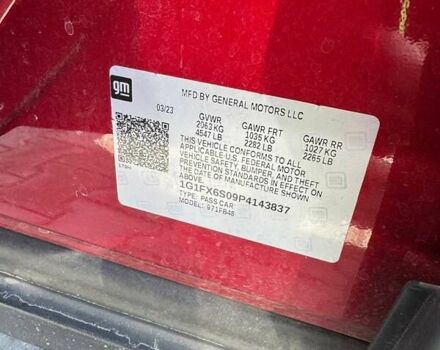 gm
MFD BY GENERAL MOTORS LLC
03/23
GVWR GAWR FRT GAWR RR
2063 KG 1035 KG 1027 KG
4547 LB 2282 LB 2265 LB
THIS VEHICLE CONFORMS TO ALL
APPLICABLE U.S. FEDERAL MOTOR
VEHICLE SAFETY, BUMPER, AND THEFT
PREVENTION STANDARDS IN EFFECT ON
THE DATE OF MANUFACTURE SHOWN
ABOVE.
1G1FX6S09P4143837
TYPE: PASS CAR
MODEL: